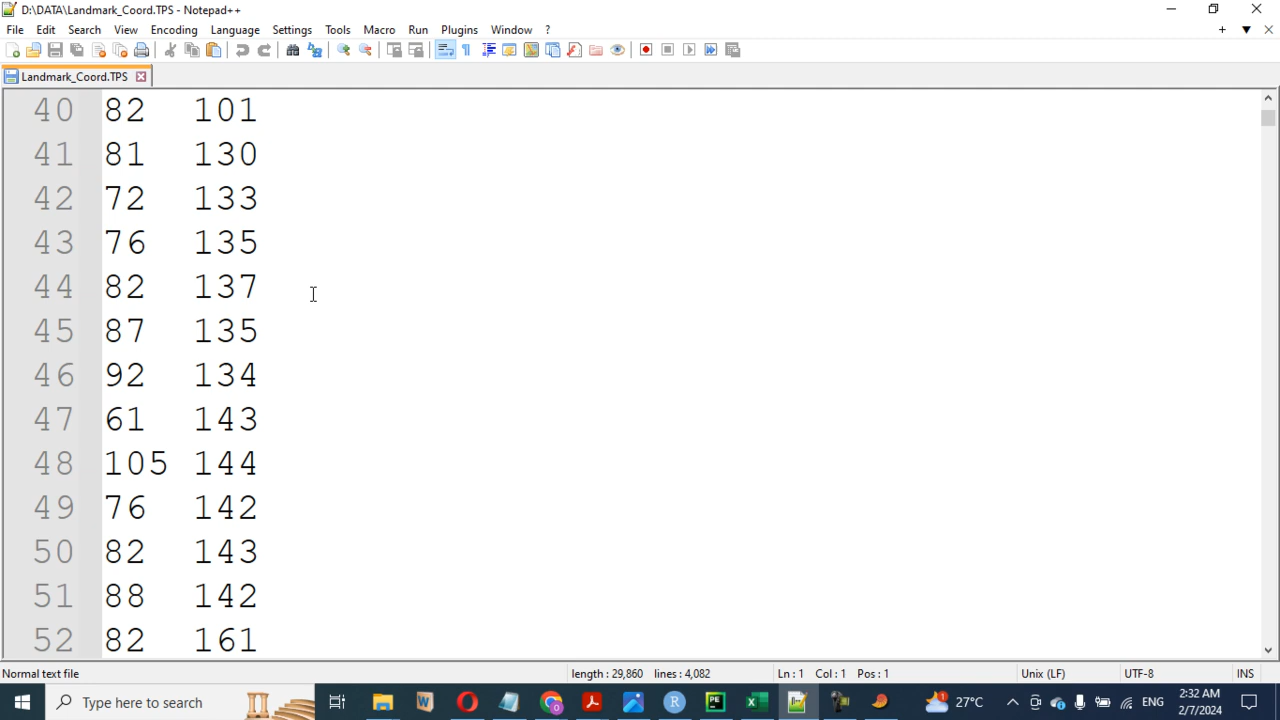 D:\DATA\Landmark_Coord.TPS - Notepad++
File Edit Search View Encoding Language Settings Tools Macro Run Plugins Window ?
Landmark_Coord.TPS
40 82 101
41 81 130
42 72 133
43 76 135
44 82 137
45 87 135
46 92 134
47 61 143
48 105 144
49 76 142
50 82 143
51 88 142
52 82 161
Normal text file length : 29,860 lines : 4,082 Ln : 1 Col : 1 Pos : 1 Unix (LF) UTF-8 INS
Type here to search 27°C ENG 2:32 AM
2/7/2024